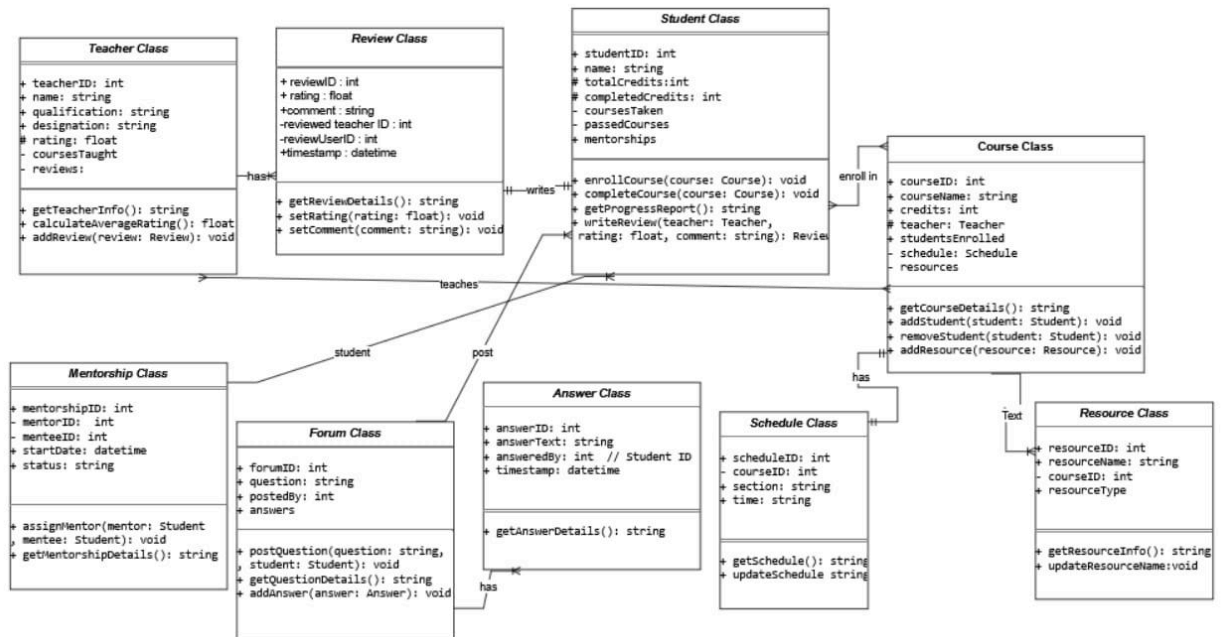 Teacher Class
+ teacherID: int
+ name: string
+ qualification: string
+ designation: string
# rating: float
- coursesTaught
- reviews:
+ getTeacherInfo(): string
+ calculateAverageRating(): float
+ addReview(review: Review): void
has
Review Class
+ reviewID : int
+ rating : float
+comment : string
-reviewed teacher ID : int
-reviewUserID : int
+timestamp : datetime
+ getReviewDetails(): string
+ setRating(rating: float): void
+ setComment(comment: string): void
writes
Student Class
+ studentID: int
+ name: string
# totalCredits:int
# completedCredits: int
- coursesTaken
- passedCourses
+ mentorships
+ enrollCourse(course: Course): void
+ completeCourse(course: Course): void
+ getProgressReport(): string
+ writeReview(teacher: Teacher,
rating: float, comment: string): Review
enroll in
Course Class
+ courseID: int
+ courseName: string
+ credits: int
# teacher: Teacher
+ studentsEnrolled
- schedule: Schedule
- resources
+ getCourseDetails(): string
+ addStudent(student: Student): void
+ removeStudent(student: Student): void
+ addResource(resource: Resource): void
teaches
student
post
has
Text
Mentorship Class
+ mentorshipID: int
- mentorID: int
- menteeID: int
+ startDate: datetime
+ status: string
+ assignMentor(mentor: Student
, mentee: Student): void
+ getMentorshipDetails(): string
Forum Class
+ forumID: int
+ question: string
+ postedBy: int
+ answers
+ postQuestion(question: string,
, student: Student): void
+ getQuestionDetails(): string
+ addAnswer(answer: Answer): void
has
Answer Class
+ answerID: int
+ answerText: string
+ answeredBy: int // Student ID
+ timestamp: datetime
+ getAnswerDetails(): string
Schedule Class
+ scheduleID: int
- courseID: int
+ section: string
+ time: string
+ getSchedule(): string
+ updateSchedule string
Resource Class
+ resourceID: int
+ resourceName: string
- courseID: int
+ resourceType
+ getResourceInfo(): string
+ updateResourceName:void